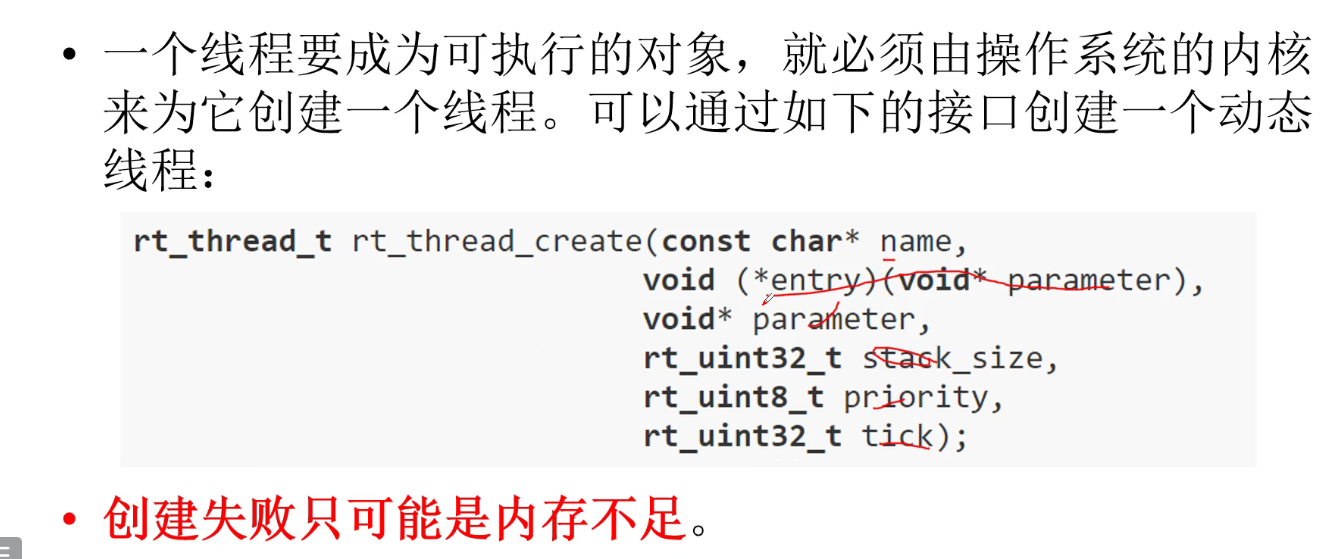 • 一个线程要成为可执行的对象，就必须由操作系统的内核
来为它创建一个线程。可以通过如下的接口创建一个动态
线程：
rt_thread_t rt_thread_create(const char* name,
void (*entry)(void* parameter),
void* parameter,
rt_uint32_t stack_size,
rt_uint8_t priority,
rt_uint32_t tick);
• 创建失败只可能是内存不足。